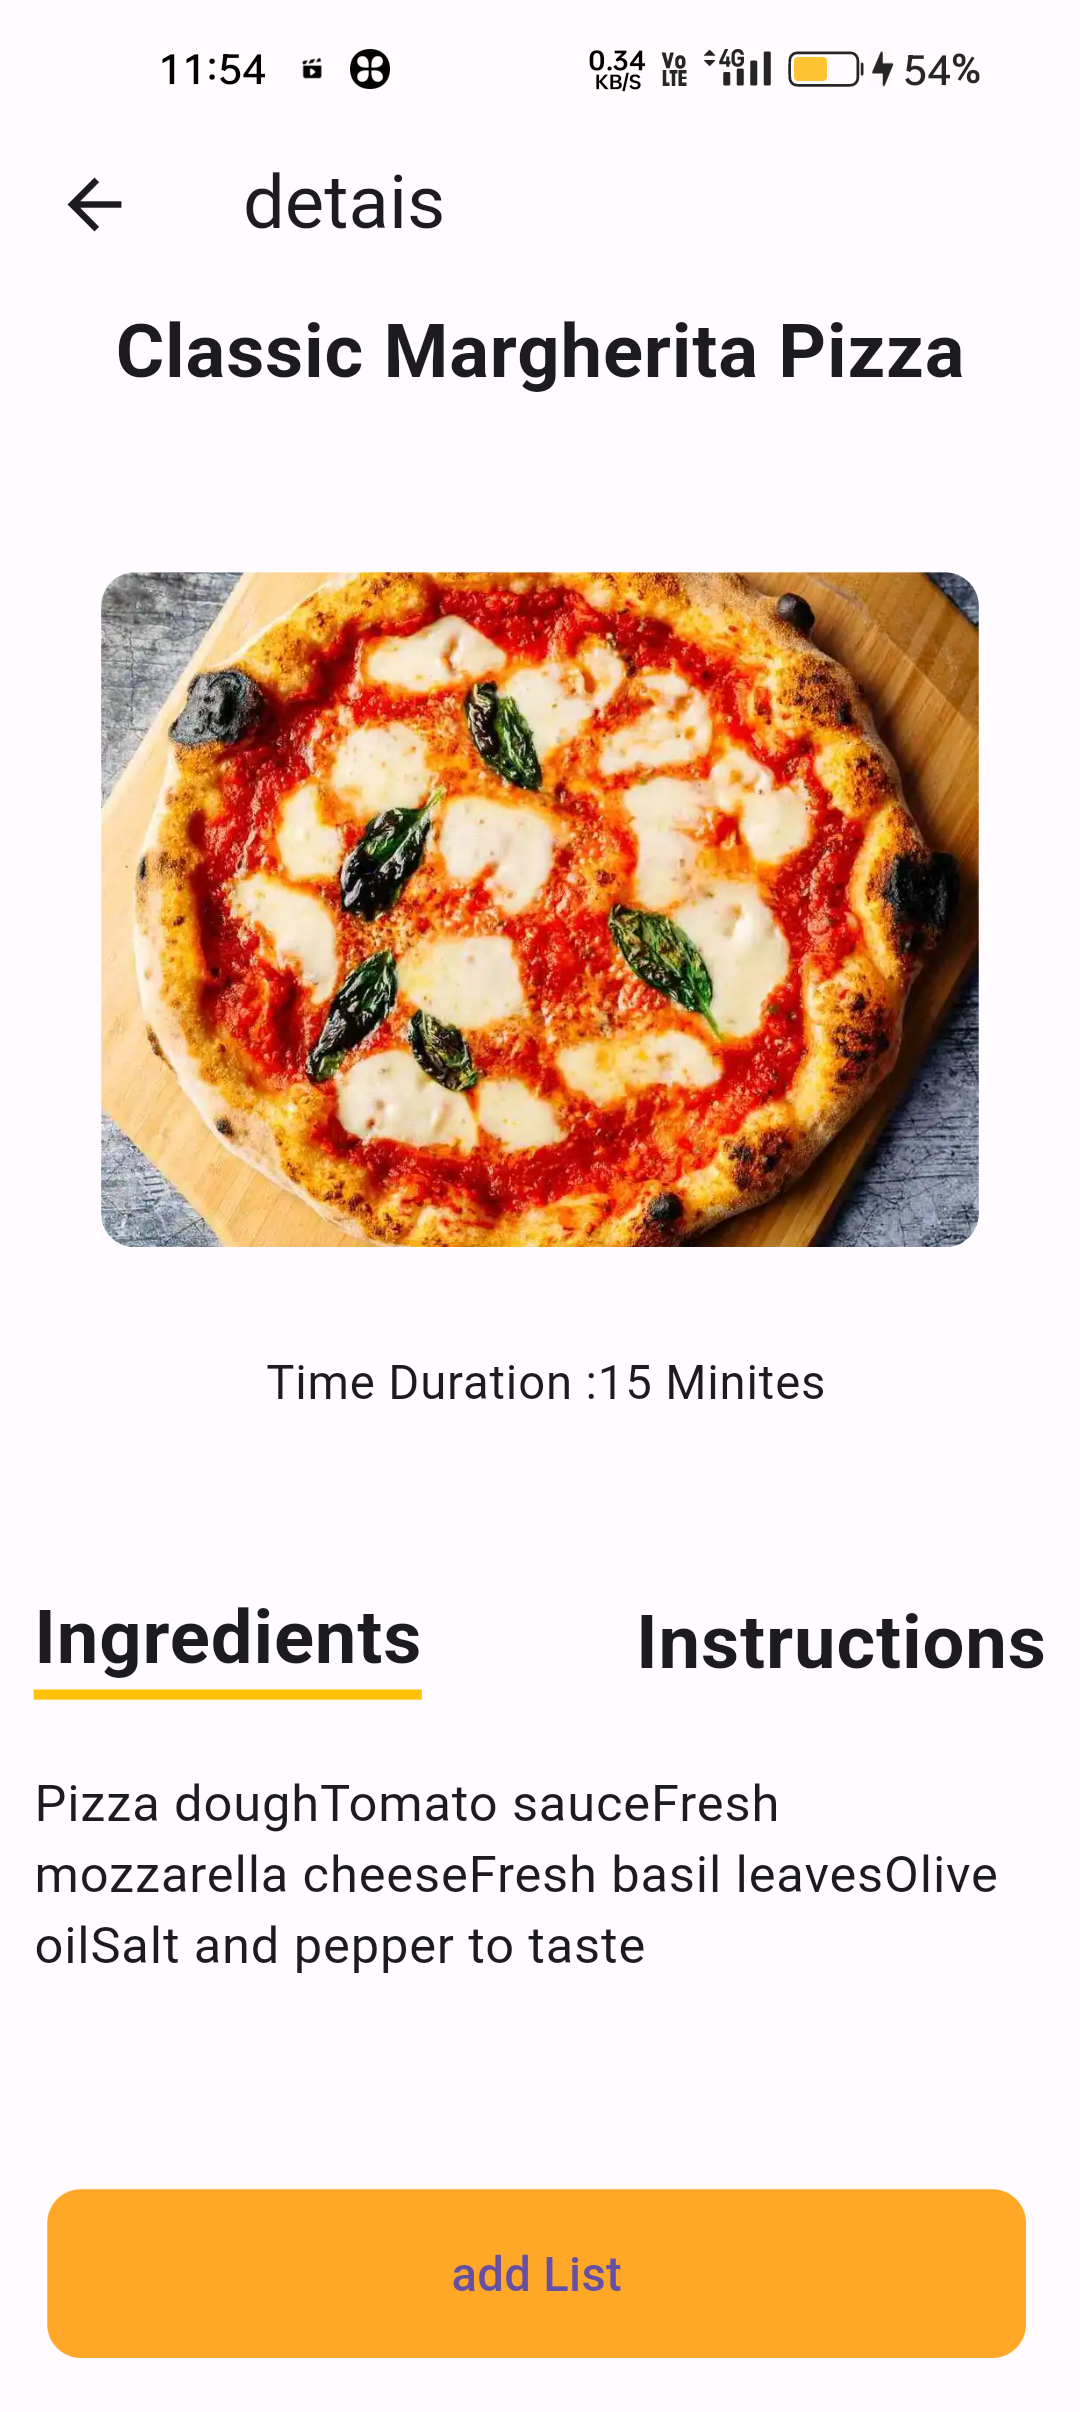 11:54
0.34
KB/S
Vo
LTE
4G
54%
detais
Classic Margherita Pizza
Time Duration :15 Minites
Ingredients
Instructions
Pizza doughTomato sauceFresh
mozzarella cheeseFresh basil leavesOlive
oilSalt and pepper to taste
add List